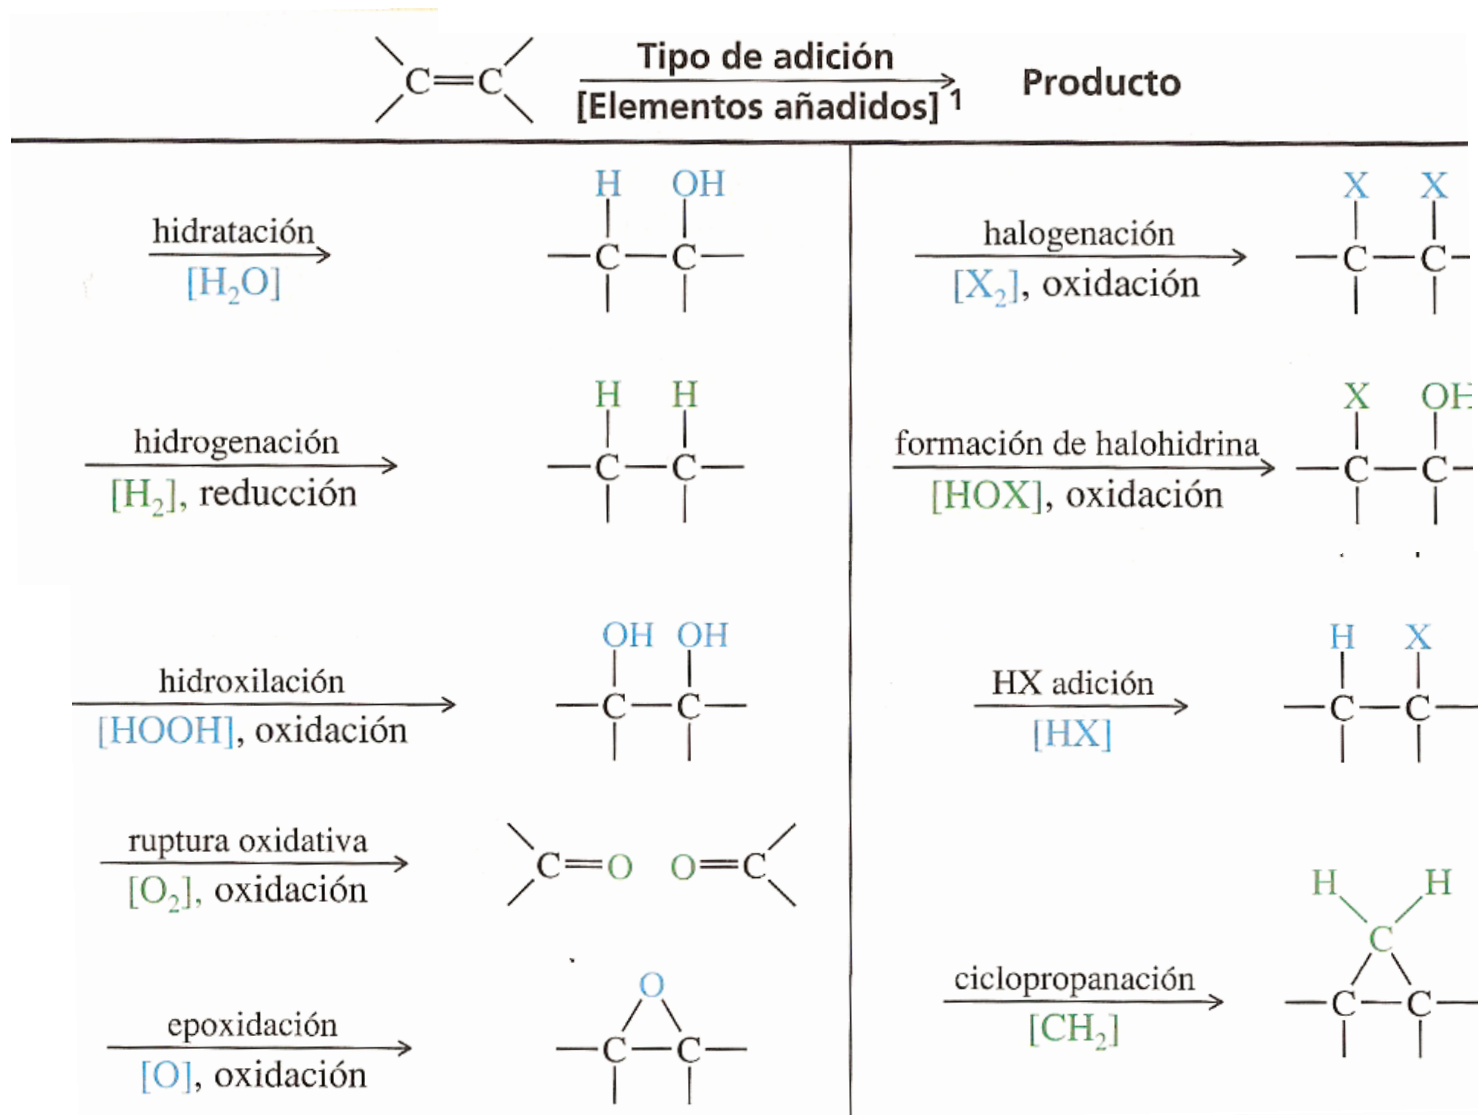 C=C Tipo de adición Producto
[Elementos añadidos]¹
H OH
hidratación
—C—C—
[H₂O]
H H
hidrogenación
—C—C—
[H₂], reducción
OH OH
hidroxilación
—C—C—
[HOOH], oxidación
ruptura oxidativa
C=O O=C
[O₂], oxidación
O
epoxidación
—C—C—
[O], oxidación
X X
halogenación
—C—C—
[X₂], oxidación
X OH
formación de halohidrina
—C—C—
[HOX], oxidación
H X
HX adición
—C—C—
[HX]
H H
C
ciclopropanación
—C—C—
[CH₂]